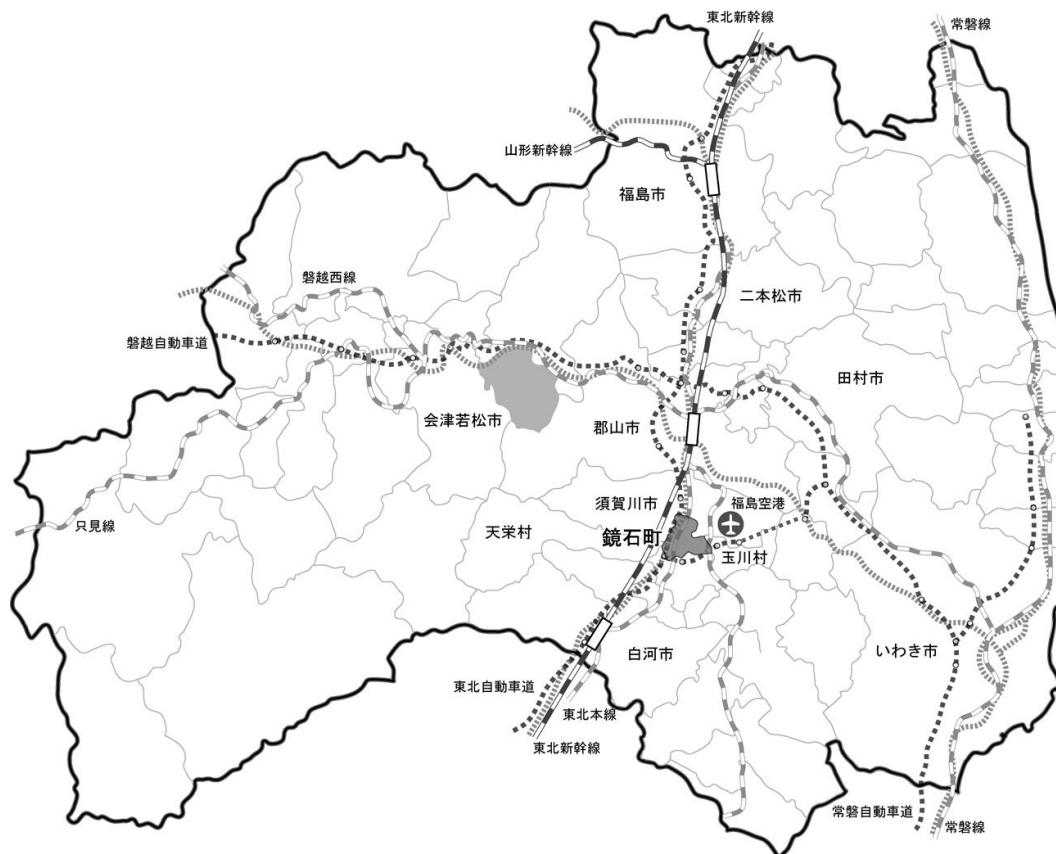 東北新幹線
常磐線
山形新幹線
福島市
磐越西線
二本松市
磐越自動車道
田村市
会津若松市
郡山市
須賀川市
福島空港
只見線
天栄村
鏡石町
玉川村
白河市
いわき市
東北自動車道
東北本線
東北新幹線
常磐自動車道
常磐線